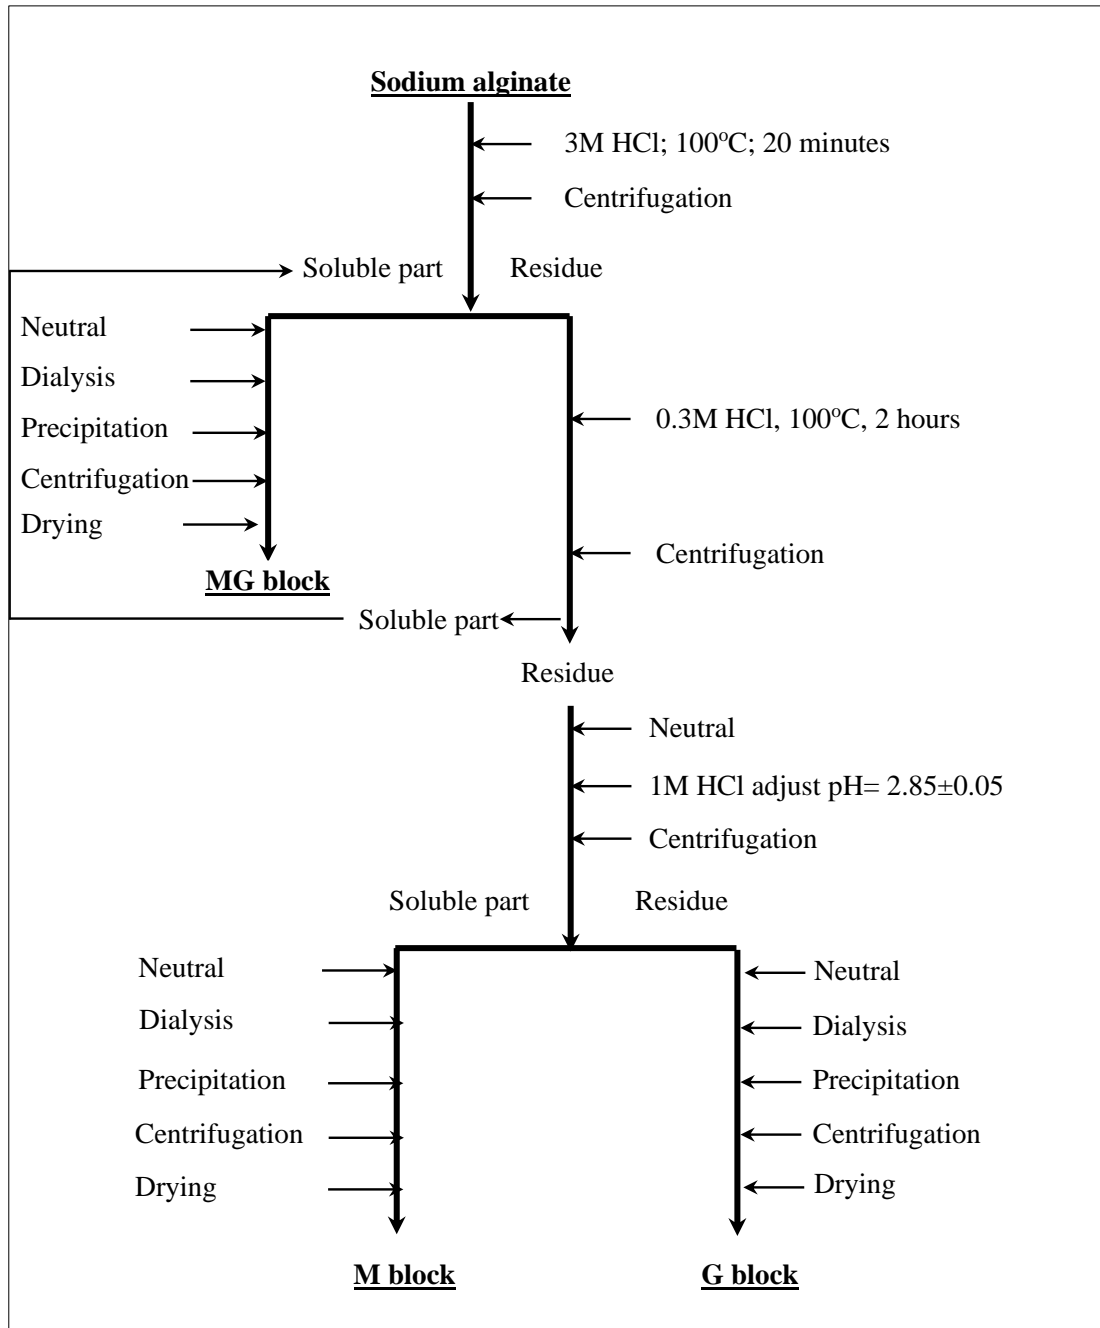 Sodium alginate
3M HCl; 100°C; 20 minutes
Centrifugation
Soluble part
Residue
Neutral
Dialysis
Precipitation
Centrifugation
Drying
MG block
0.3M HCl, 100°C, 2 hours
Centrifugation
Soluble part
Residue
Neutral
1M HCl adjust pH= 2.85±0.05
Centrifugation
Soluble part
Residue
Neutral
Dialysis
Precipitation
Centrifugation
Drying
M block
Neutral
Dialysis
Precipitation
Centrifugation
Drying
G block